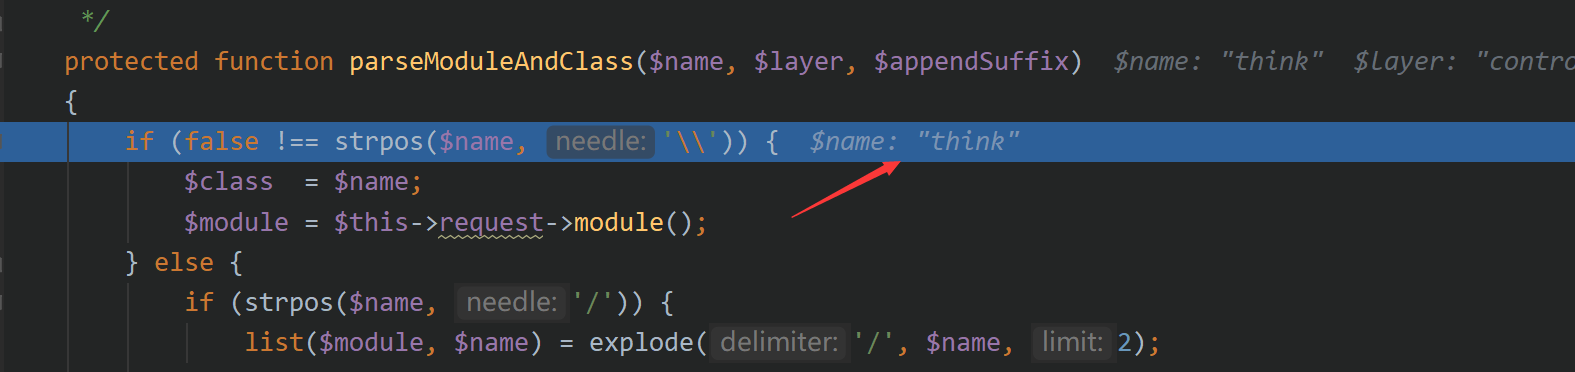 */
protected function parseModuleAndClass($name, $layer, $appendSuffix) $name: "think" $layer: "contro
{
if (false !== strpos($name, needle: '\\')) { $name: "think"
$class = $name;
$module = $this->request->module();
} else {
if (strpos($name, needle: '/')) {
list($module, $name) = explode( delimiter: '/', $name, limit: 2);